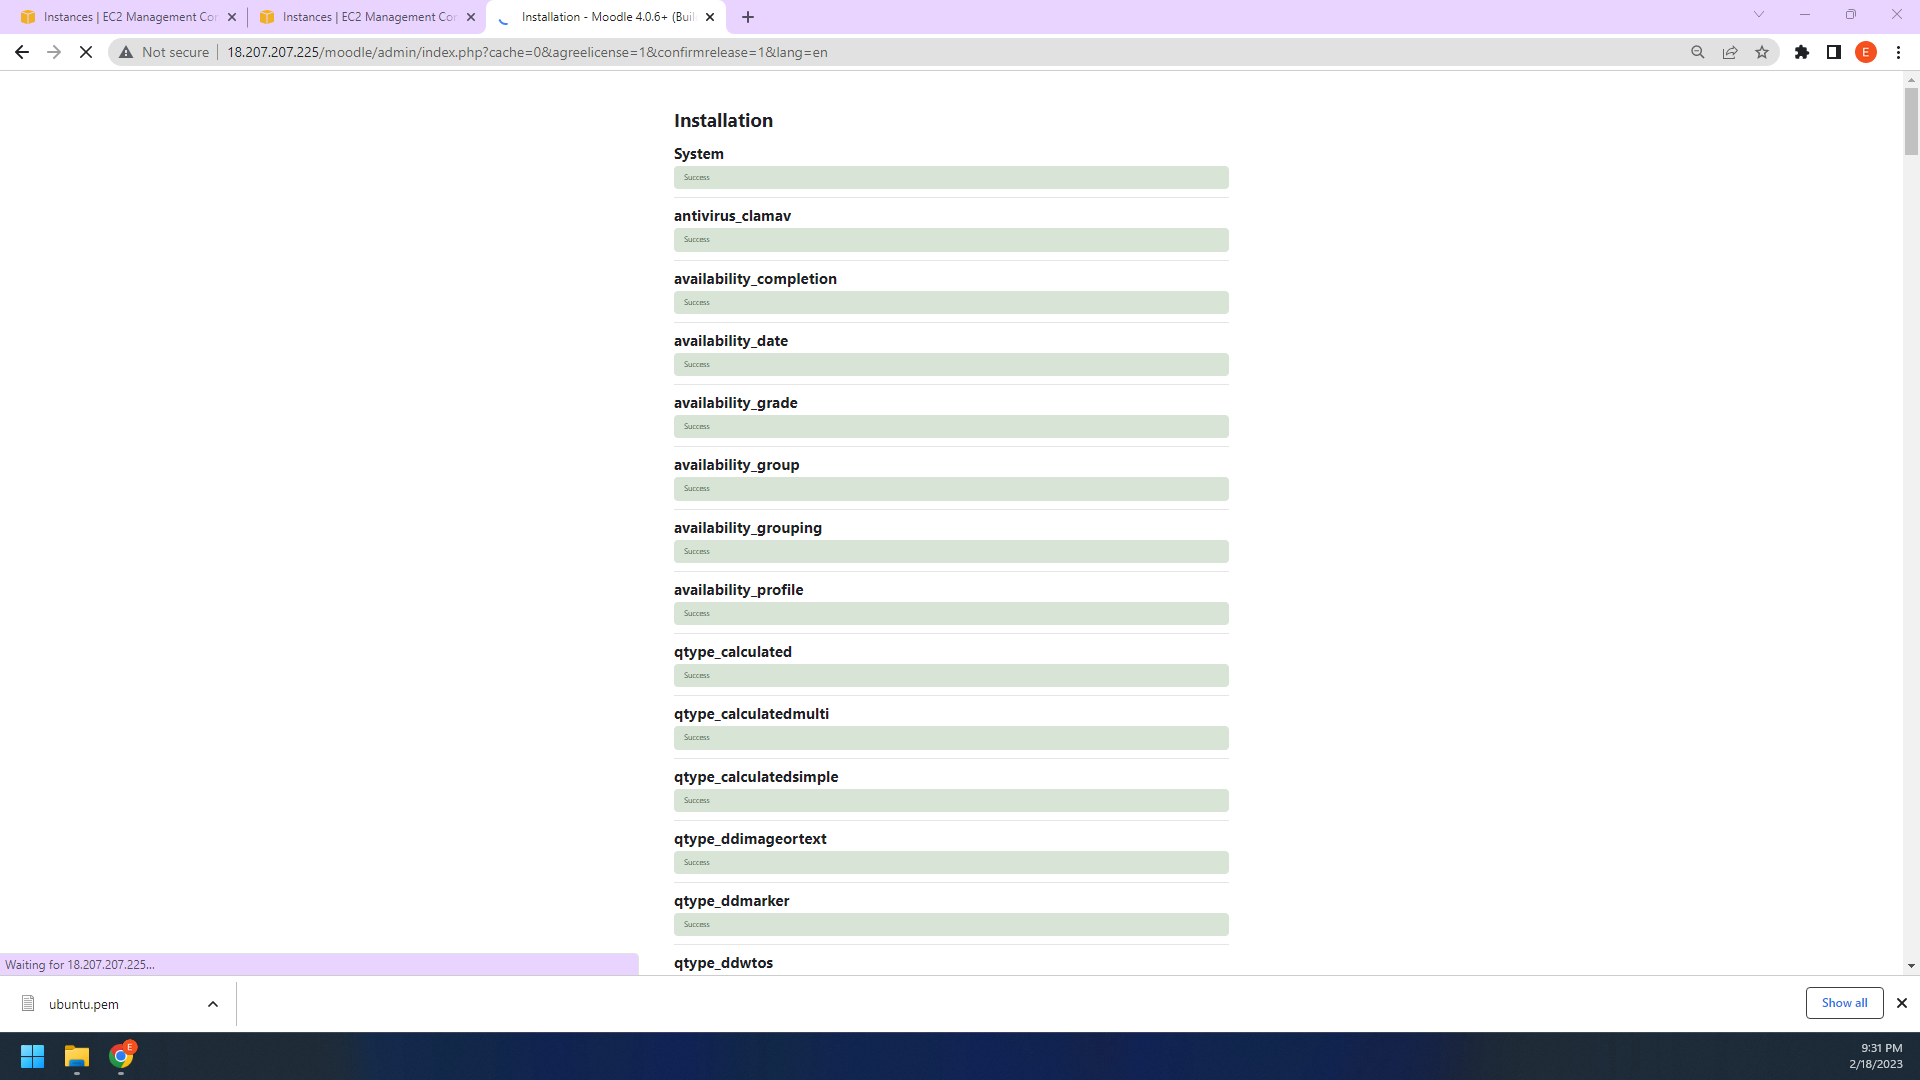 Instances | EC2 Management Con
Instances | EC2 Management Con
Installation - Moodle 4.0.6+ (Buil
Not secure
18.207.207.225/moodle/admin/index.php?cache=0&agreelicense=1&confirmrelease=1&lang=en
E
Installation
System
Success
antivirus_clamav
Success
availability_completion
Success
availability_date
Success
availability_grade
Success
availability_group
Success
availability_grouping
Success
availability_profile
Success
qtype_calculated
Success
qtype_calculatedmulti
Success
qtype_calculatedsimple
Success
qtype_ddimageortext
Success
qtype_ddmarker
Success
qtype_ddwtos
Waiting for 18.207.207.225...
ubuntu.pem
Show all
E
9:31 PM
2/18/2023